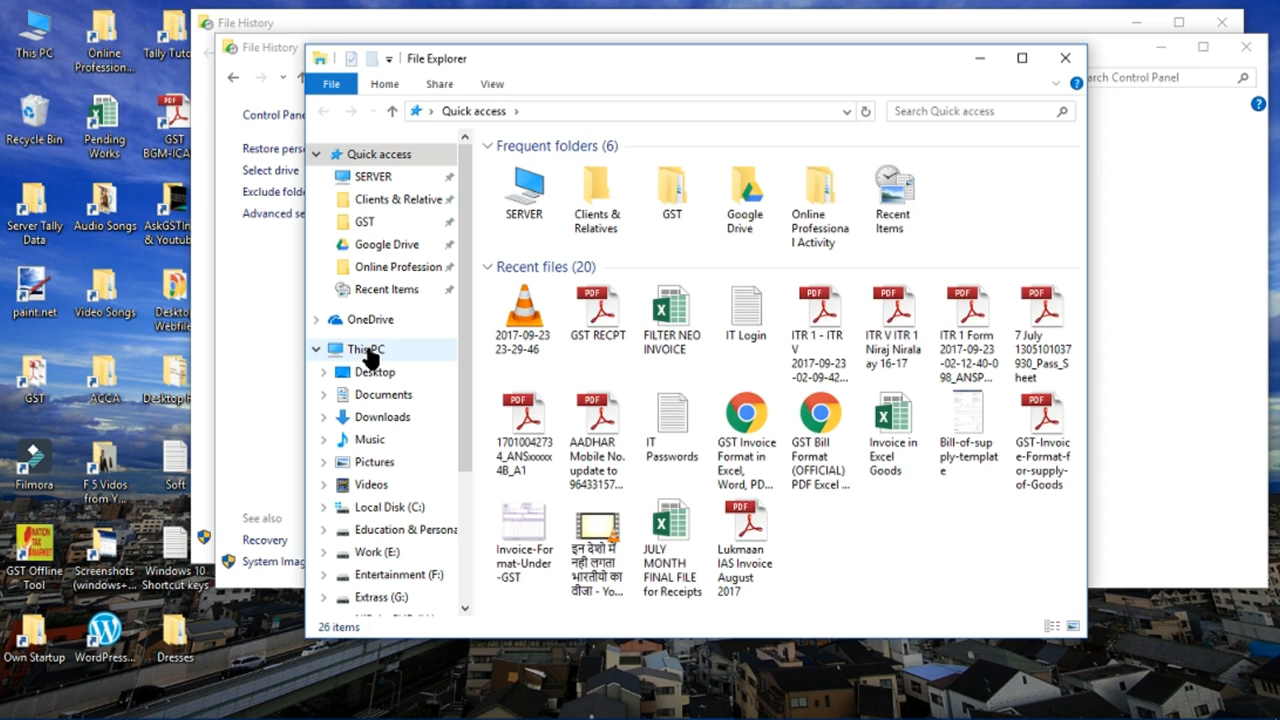 This PC
Online
Profession...
Tally Tuto
Recycle Bin
Pending
Works
GST
BGM-ICA
Server Tally
Data
Audio Songs
AskGSTIn
& Youtub
paint.net
Video Songs
Deskto
Webfile
GST
ACCA
Desktop
Filmora
F 5 Vidos
from Y...
Soft
GST Offline
Tool
NATION
TAX
MARKET
Screenshots
(windows+...
Windows 10
Shortcut keys
Own Startup
WordPress...
Dresses
File History
File History
arch Control Panel
Control Pane
Restore perso
Select drive
Exclude folde
Advanced se
See also
Recovery
System Imag
File Explorer
File
Home
Share
View
Quick access
Search Quick access
Quick access
SERVER
Clients & Relative
GST
Google Drive
Online Profession
Recent Items
OneDrive
This PC
Desktop
Documents
Downloads
Music
Pictures
Videos
Local Disk (C:)
Education & Persona
Work (E:)
Entertainment (F:)
Extrass (G:)
26 items
Frequent folders (6)
SERVER
Clients &
Relatives
GST
Google
Drive
Online
Professiona
l Activity
Recent
Items
Recent files (20)
2017-09-23
23-29-46
GST RECPT
FILTER NEO
INVOICE
IT Login
ITR 1 - ITR
V
2017-09-23
-02-09-42...
ITR V ITR 1
Niraj Nirala
ay 16-17
ITR 1 Form
2017-09-23
-02-12-40-0
98_ANSP...
7 July
1305101037
930_Pass_S
heet
1701004273
4_ANSxxxxx
4B_A1
AADHAR
Mobile No.
update to
96433157...
IT
Passwords
GST Invoice
Format in
Excel,
Word, PD...
GST Bill
Format
(OFFICIAL)
PDF Excel ...
Invoice in
Excel
Goods
Bill-of-sup
ply-templat
e
GST-Invoic
e-Format-f
or-supply-
of-Goods
Invoice-For
mat-Under
-GST
इन देशो में
नही लगता
भारतीयो का
वीजा - Yo...
JULY
MONTH
FINAL FILE
for Receipts
Lukmaan
IAS Invoice
August
2017